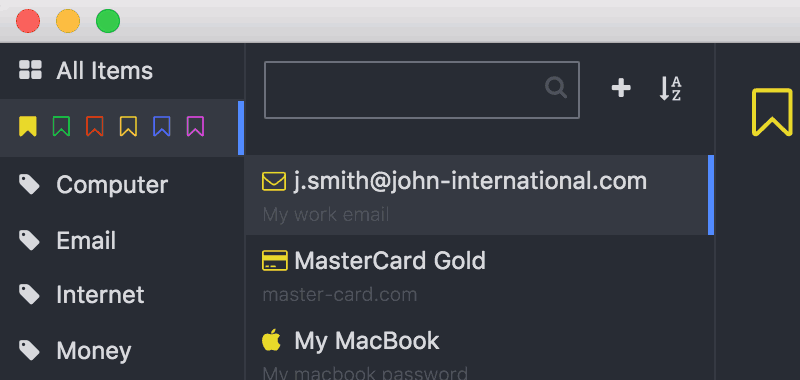 All Items
Computer
Email
Internet
Money
A
Z
j.smith@john-international.com
My work email
MasterCard Gold
master-card.com
My MacBook
My macbook password